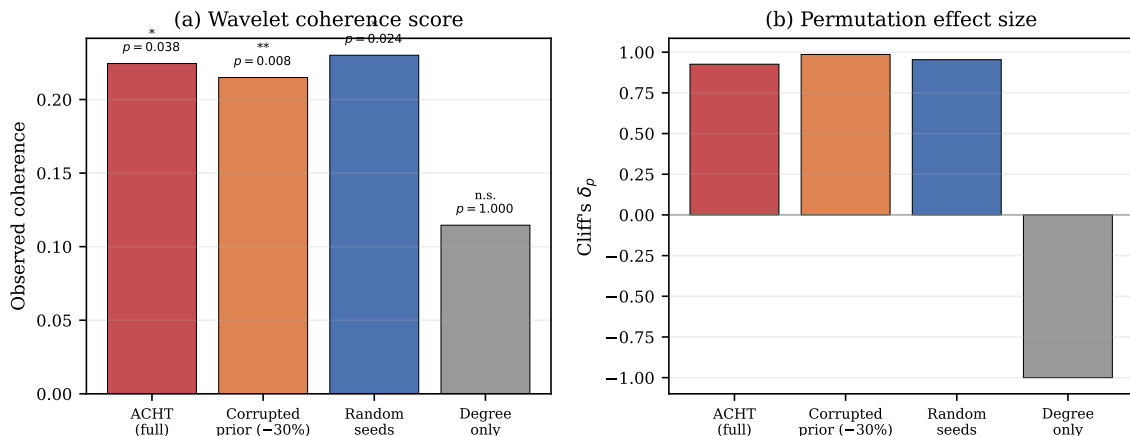 (a) Wavelet coherence score
Observed coherence
0.20
0.15
0.10
0.05
0.00
*
p = 0.038
**
p = 0.008
*
p = 0.024
n.s.
p = 1.000
ACHT
(full)
Corrupted
prior (−30%)
Random
seeds
Degree
only
(b) Permutation effect size
Cliff's δp
1.00
0.75
0.50
0.25
0.00
−0.25
−0.50
−0.75
−1.00
ACHT
(full)
Corrupted
prior (−30%)
Random
seeds
Degree
only